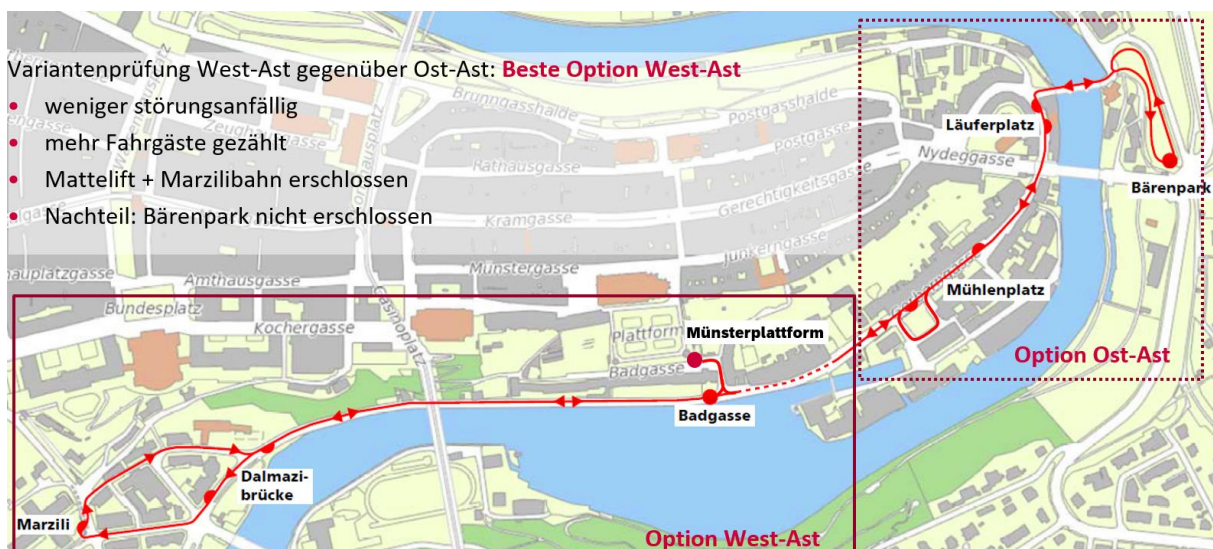 Variantenprüfung West-Ast gegenüber Ost-Ast: Beste Option West-Ast
• weniger störungsanfällig
• mehr Fahrgäste gezählt
• Mattelift + Marzilibahn erschlossen
• Nachteil: Bärenpark nicht erschlossen
Brunngasshalde
Postgasshalde
Zeughausgasse
Rathausgasse
Postgasse
Kramgasse
Gerechtigkeitsgasse
Nydeggasse
Läuferplatz
Bärenpark
Münstergasse
Junkerngasse
Amthausgasse
Bundesplatz
Kochergasse
Casinoplatz
Plattform
Münsterplattform
Badgasse
Badgasse
Mühlenplatz
Option Ost-Ast
Dalmazi-
brücke
Marzili
Option West-Ast